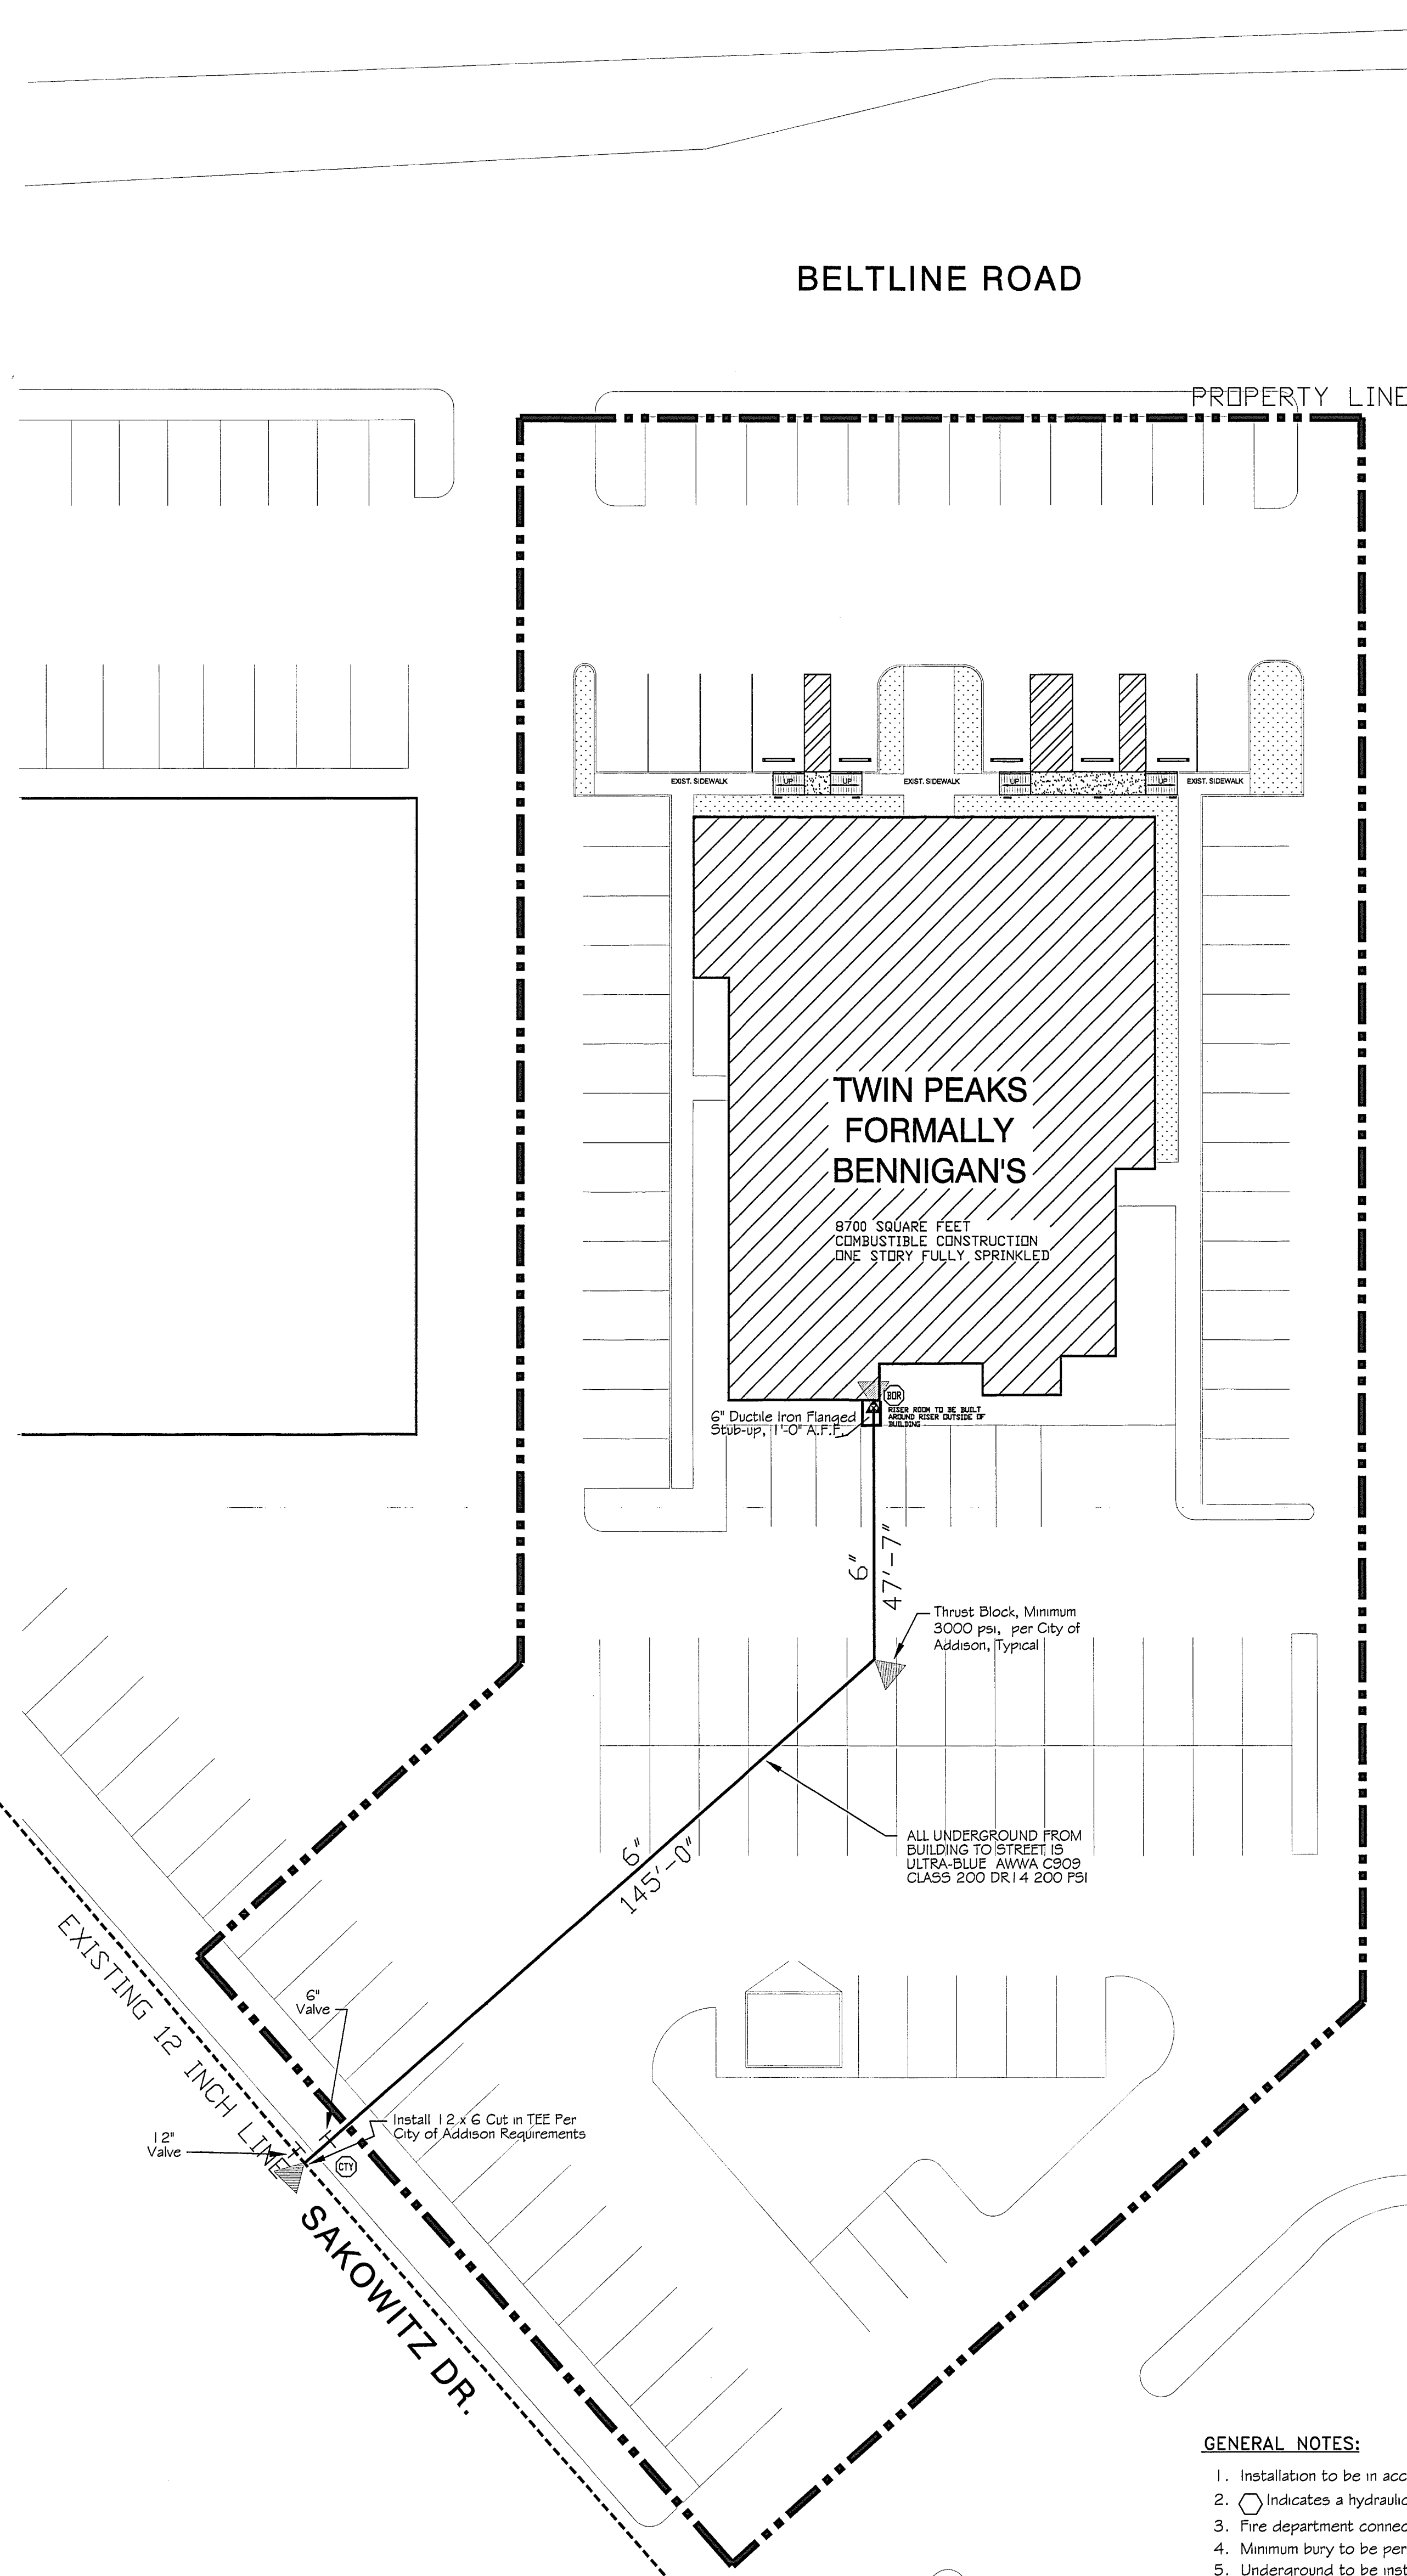 BELTLINE ROAD
PROPERTY LINE
EXIST. SIDEWALK
UP
UP
EXIST. SIDEWALK
UP
UP
EXIST. SIDEWALK
TWIN PEAKS
FORMALLY
BENNIGAN'S
8700 SQUARE FEET
COMBUSTIBLE CONSTRUCTION
ONE STORY FULLY SPRINKLED
BOR
RISER ROOM TO BE BUILT
AROUND RISER OUTSIDE OF
BUILDING
6" Ductile Iron Flanged
Stub-up, 1'-0" A.F.F.
6"
47'-7"
Thrust Block, Minimum
3000 psi, per City of
Addison, Typical
ALL UNDERGROUND FROM
BUILDING TO STREET IS
ULTRA-BLUE AWWA C909
CLASS 200 DR14 200 PSI
6"
145'-0"
EXISTING 12 INCH LINE
6"
Valve
Install 12 x 6 Cut in TEE Per
City of Addison Requirements
12"
Valve
CTY
SAKOWITZ DR.
GENERAL NOTES:
1. Installation to be in acc
2. Indicates a hydraulic
3. Fire department connec
4. Minimum bury to be per
5. Underground to be inst